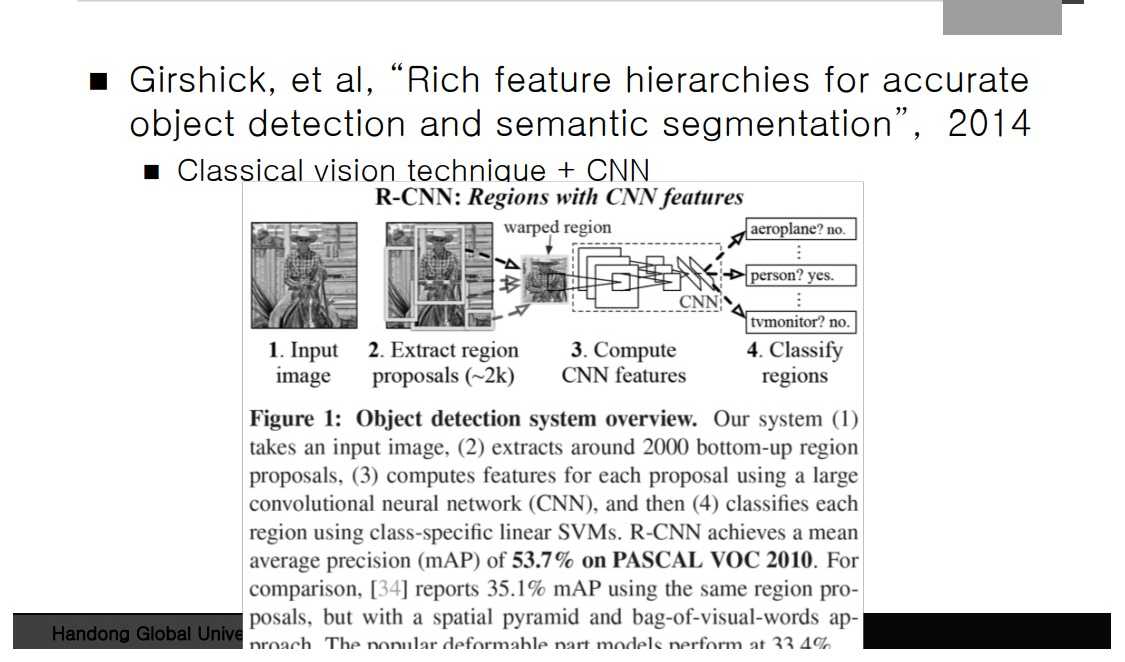 ■ Girshick, et al, “Rich feature hierarchies for accurate
object detection and semantic segmentation”, 2014
■ Classical vision technique + CNN
R-CNN: Regions with CNN features
warped region
aeroplane? no.
⋮
person? yes.
⋮
tvmonitor? no.
CNN
1. Input image
2. Extract region proposals (~2k)
3. Compute CNN features
4. Classify regions
Figure 1: Object detection system overview. Our system (1)
takes an input image, (2) extracts around 2000 bottom-up region
proposals, (3) computes features for each proposal using a large
convolutional neural network (CNN), and then (4) classifies each
region using class-specific linear SVMs. R-CNN achieves a mean
average precision (mAP) of 53.7% on PASCAL VOC 2010. For
comparison, [34] reports 35.1% mAP using the same region pro-
posals, but with a spatial pyramid and bag-of-visual-words ap-
proach. The popular deformable part models perform at 33.4%.
Handong Global Unive